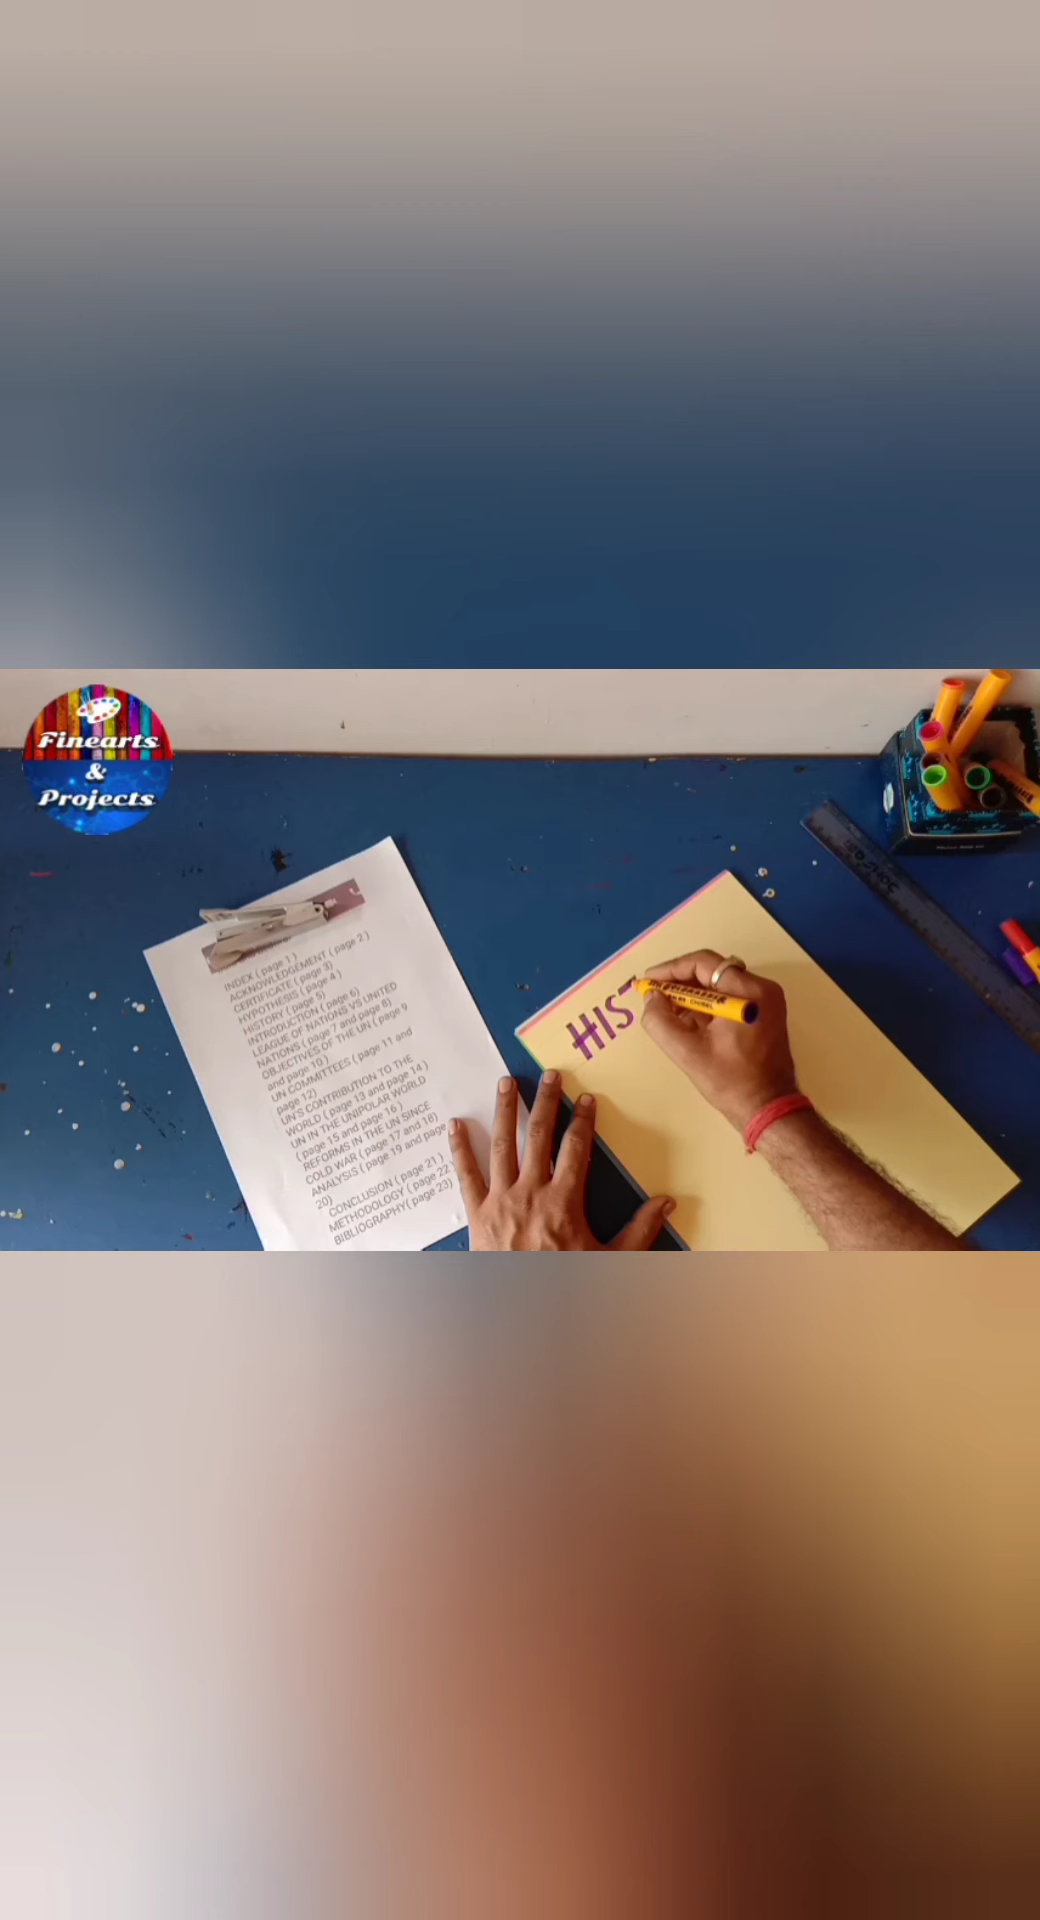 Finearts
&
Projects
INDEX ( page 1 )
ACKNOWLEDGEMENT ( page 2 )
CERTIFICATE ( page 3)
HYPOTHESIS ( page 4 )
HISTORY ( page 5)
INTRODUCTION ( page 6)
LEAGUE OF NATIONS VS UNITED
NATIONS ( page 7 and page 8)
OBJECTIVES OF THE UN ( page 9
and page 10 )
UN COMMITTEES ( page 11 and
page 12)
UN'S CONTRIBUTION TO THE
WORLD ( page 13 and page 14 )
UN IN THE UNIPOLAR WORLD
( page 15 and page 16 )
REFORMS IN THE UN SINCE
COLD WAR ( page 17 and 18)
ANALYSIS ( page 19 and page
20)
CONCLUSION ( page 21 )
METHODOLOGY ( page 22 )
BIBLIOGRAPHY( page 23)
HIST